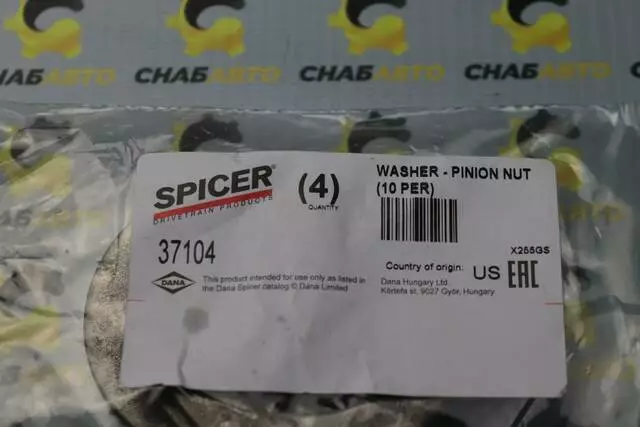 СНАБАВТО СНАБАВТО СНАБАВТО СНАБАВТО
SPICER®
DRIVETRAIN PRODUCTS
(4)
QUANTITY
WASHER - PINION NUT
(10 PER)
37104
X255GS
Country of origin: US EAC
DANA
This product intended for use only as listed in
the Dana Spicer catalog © Dana Limited
Dana Hungary Ltd.
Körtefa st, 9027 Győr, Hungary